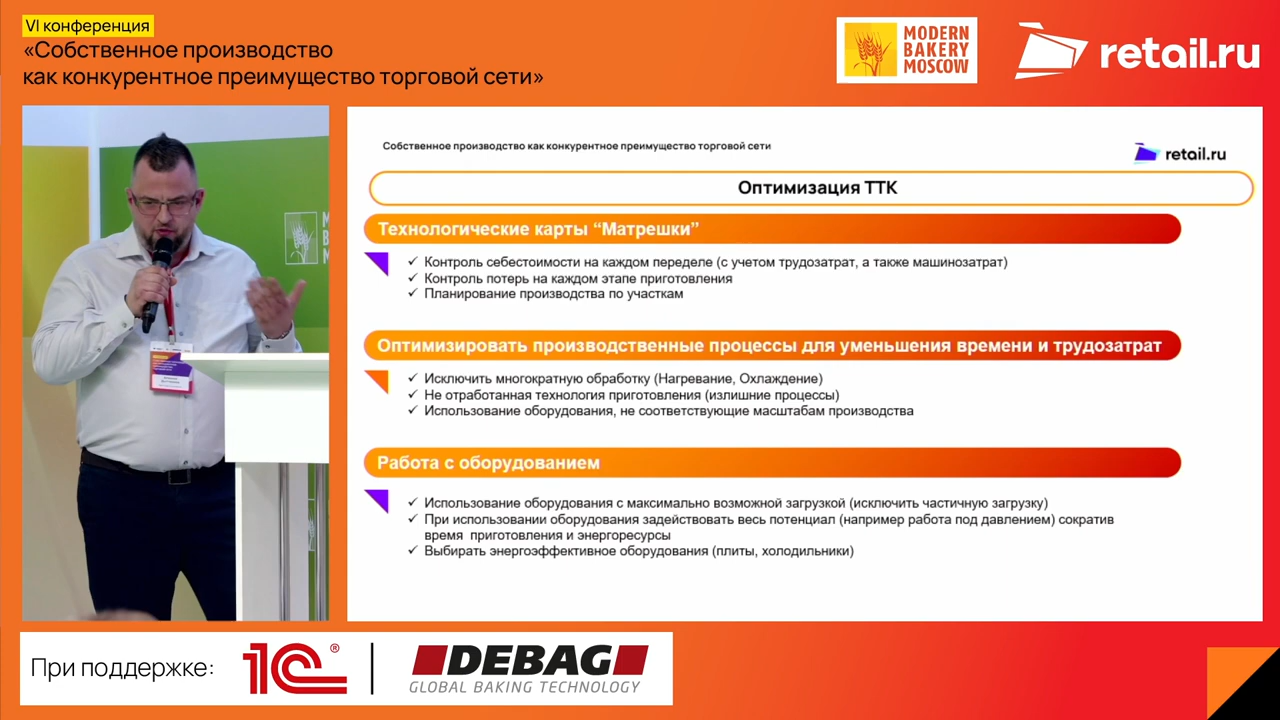 VI конференция
«Собственное производство
как конкурентное преимущество торговой сети»
MODERN
BAKERY
MOSCOW
retail.ru
Собственное производство как конкурентное преимущество торговой сети
retail.ru
Оптимизация ТТК
Технологические карты “Матрешки”
✓ Контроль себестоимости на каждом переделе (с учетом трудозатрат, а также машинозатрат)
✓ Контроль потерь на каждом этапе приготовления
✓ Планирование производства по участкам
Оптимизировать производственные процессы для уменьшения времени и трудозатрат
✓ Исключить многократную обработку (Нагревание, Охлаждение)
✓ Не отработанная технология приготовления (излишние процессы)
✓ Использование оборудования, не соответствующие масштабам производства
Работа с оборудованием
✓ Использование оборудования с максимально возможной загрузкой (исключить частичную загрузку)
✓ При использовании оборудования задействовать весь потенциал (например работа под давлением) сократив
время приготовления и энергоресурсы
✓ Выбирать энергоэффективное оборудования (плиты, холодильники)
При поддержке:
1С®
DEBAG
GLOBAL BAKING TECHNOLOGY